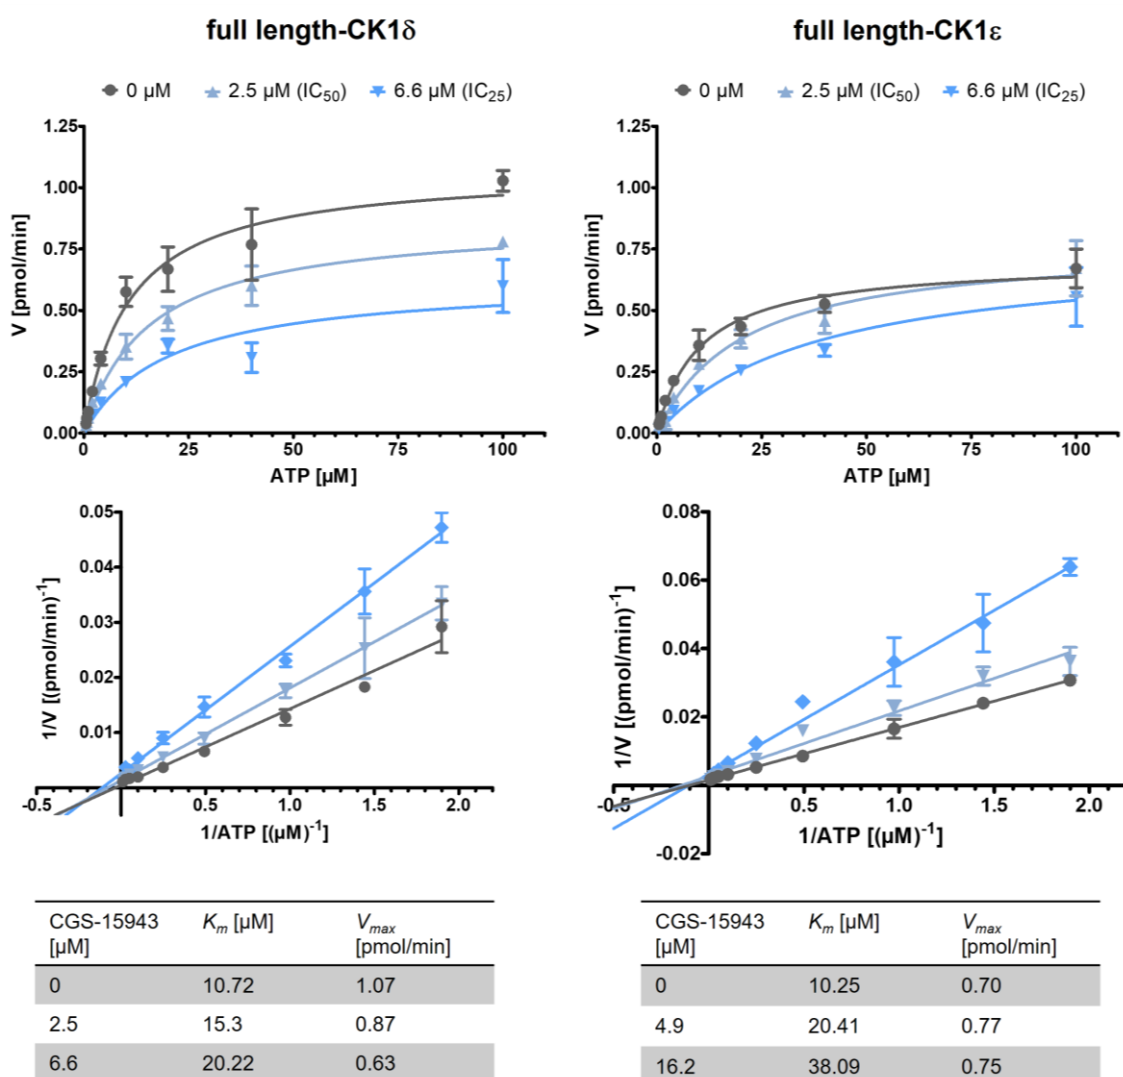 full length-CK1δ
0 µM 2.5 µM (IC50) 6.6 µM (IC25)
1.25
1.00
0.75
0.50
0.25
0.00
V [pmol/min]
0 25 50 75 100
ATP [µM]
full length-CK1ε
0 µM 2.5 µM (IC50) 6.6 µM (IC25)
1.25
1.00
0.75
0.50
0.25
0.00
V [pmol/min]
0 25 50 75 100
ATP [µM]
0.05
0.04
0.03
0.02
0.01
1/V [(pmol/min)-1]
-0.5 0.5 1.0 1.5 2.0
1/ATP [(µM)-1]
0.08
0.06
0.04
0.02
-0.02
1/V [(pmol/min)-1]
-0.5 0.5 1.0 1.5 2.0
1/ATP [(µM)-1]
CGS-15943 Km [µM] Vmax
[µM] [pmol/min]
0 10.72 1.07
2.5 15.3 0.87
6.6 20.22 0.63
CGS-15943 Km [µM] Vmax
[µM] [pmol/min]
0 10.25 0.70
4.9 20.41 0.77
16.2 38.09 0.75